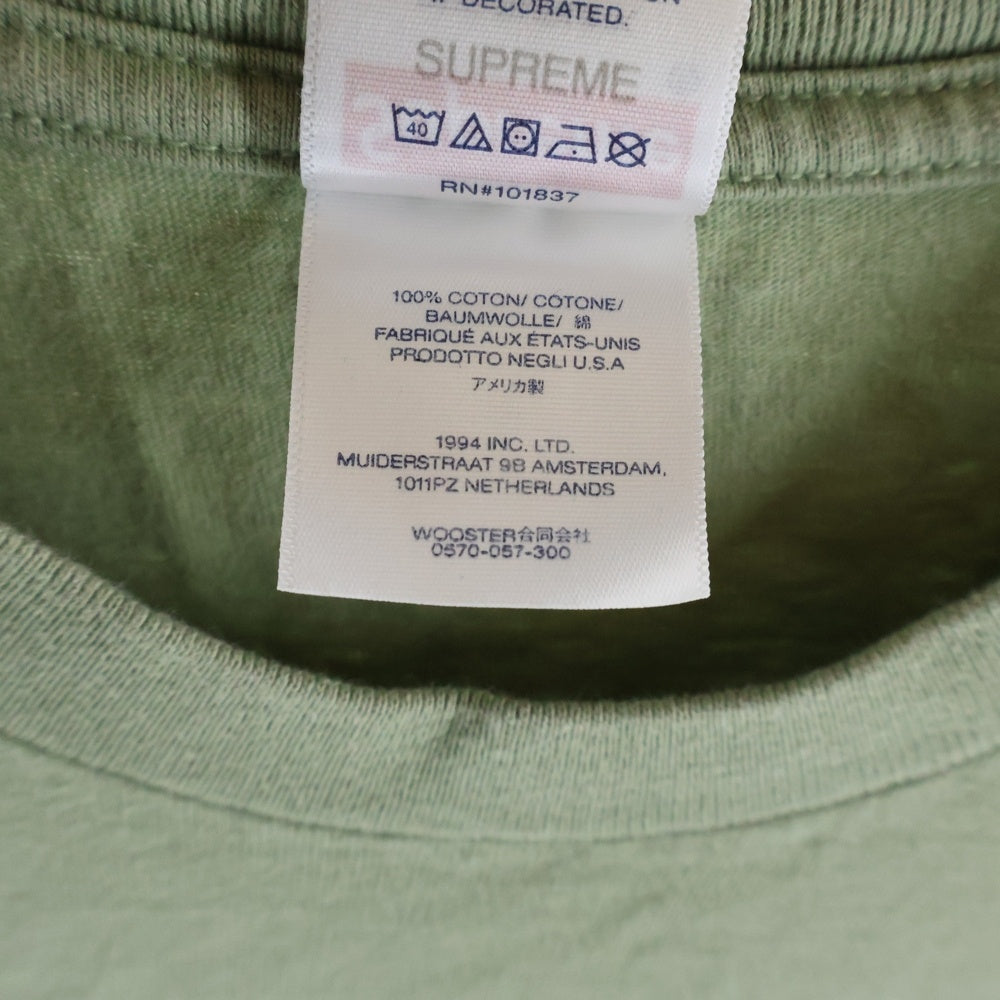 DECORATED.
SUPREME
40
RN#101837
100% COTON/ COTONE/
BAUMWOLLE/ 綿
FABRIQUÉ AUX ÉTATS-UNIS
PRODOTTO NEGLI U.S.A
アメリカ製
1994 INC. LTD.
MUIDERSTRAAT 9B AMSTERDAM,
1011PZ NETHERLANDS
WOOSTER合同会社
0570-057-300